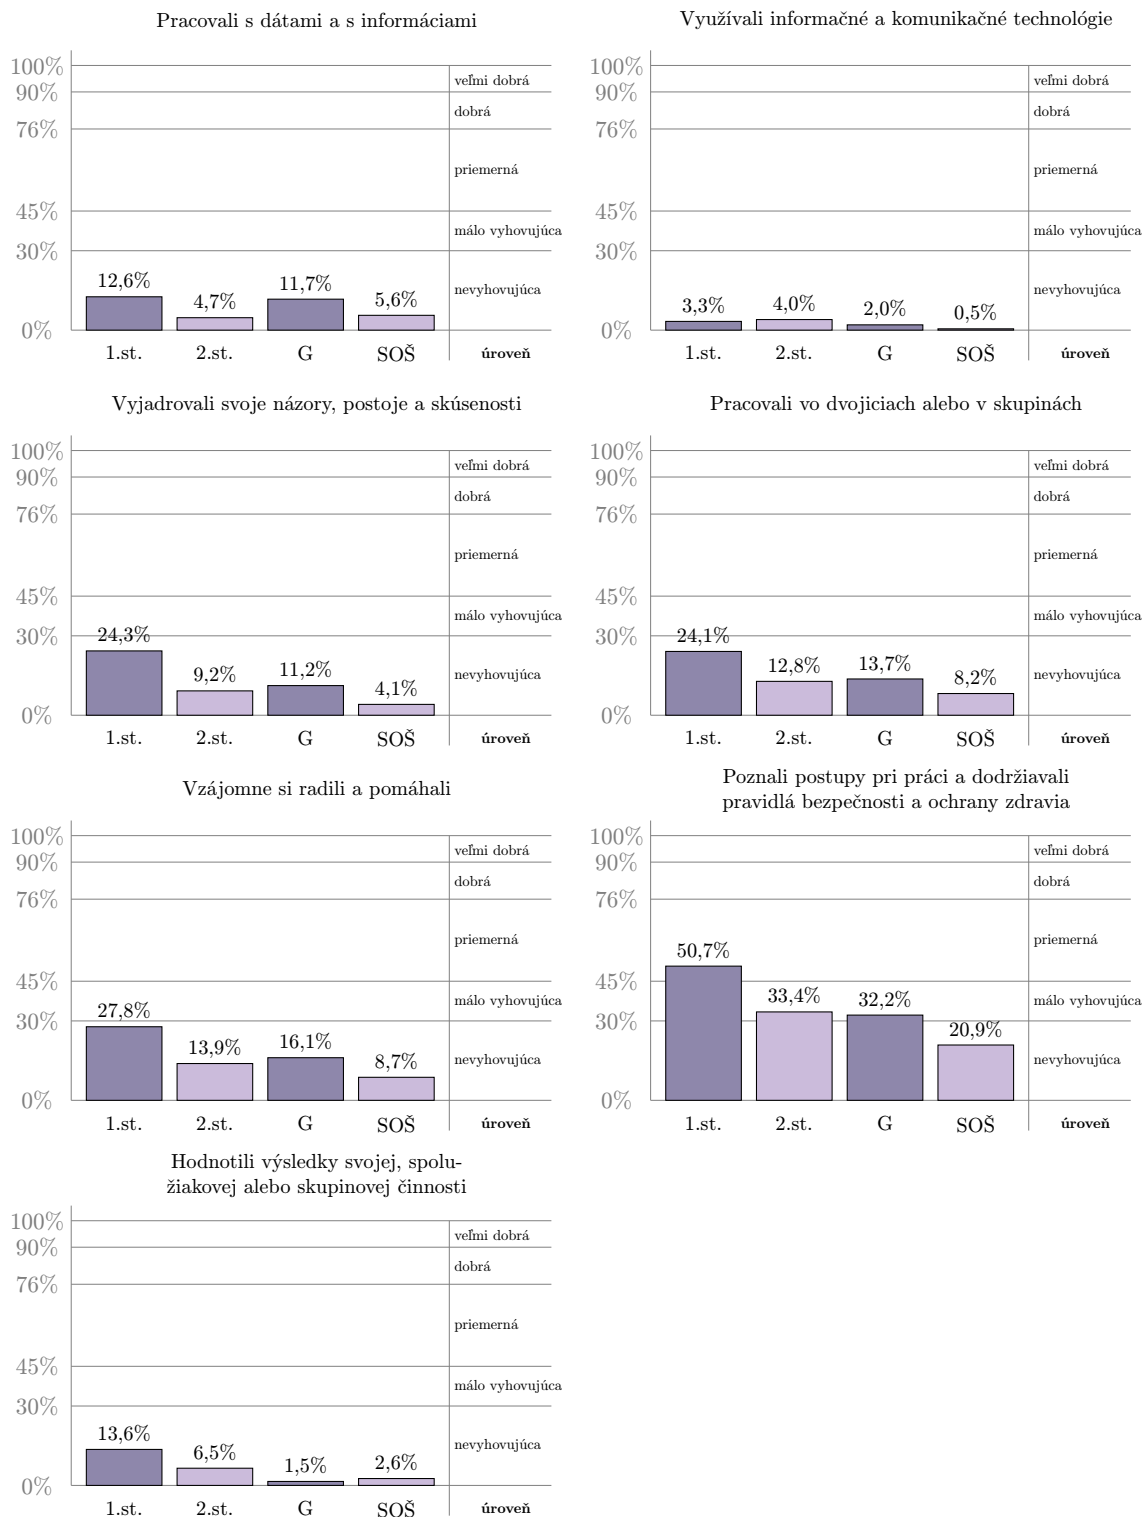 Pracovali s dátami a s informáciami
100%
90%
76%
45%
30%
0%
veľmi dobrá
dobrá
priemerná
málo vyhovujúca
nevyhovujúca
12,6%
4,7%
11,7%
5,6%
1.st.
2.st.
G
SOŠ
úroveň
Využívali informačné a komunikačné technológie
100%
90%
76%
45%
30%
0%
veľmi dobrá
dobrá
priemerná
málo vyhovujúca
nevyhovujúca
3,3%
4,0%
2,0%
0,5%
1.st.
2.st.
G
SOŠ
úroveň
Vyjadrovali svoje názory, postoje a skúsenosti
100%
90%
76%
45%
30%
0%
veľmi dobrá
dobrá
priemerná
málo vyhovujúca
nevyhovujúca
24,3%
9,2%
11,2%
4,1%
1.st.
2.st.
G
SOŠ
úroveň
Pracovali vo dvojiciach alebo v skupinách
100%
90%
76%
45%
30%
0%
veľmi dobrá
dobrá
priemerná
málo vyhovujúca
nevyhovujúca
24,1%
12,8%
13,7%
8,2%
1.st.
2.st.
G
SOŠ
úroveň
Vzájomne si radili a pomáhali
100%
90%
76%
45%
30%
0%
veľmi dobrá
dobrá
priemerná
málo vyhovujúca
nevyhovujúca
27,8%
13,9%
16,1%
8,7%
1.st.
2.st.
G
SOŠ
úroveň
Poznali postupy pri práci a dodržiavali
pravidlá bezpečnosti a ochrany zdravia
100%
90%
76%
45%
30%
0%
veľmi dobrá
dobrá
priemerná
málo vyhovujúca
nevyhovujúca
50,7%
33,4%
32,2%
20,9%
1.st.
2.st.
G
SOŠ
úroveň
Hodnotili výsledky svojej, spolu-
žiakovej alebo skupinovej činnosti
100%
90%
76%
45%
30%
0%
veľmi dobrá
dobrá
priemerná
málo vyhovujúca
nevyhovujúca
13,6%
6,5%
1,5%
2,6%
1.st.
2.st.
G
SOŠ
úroveň